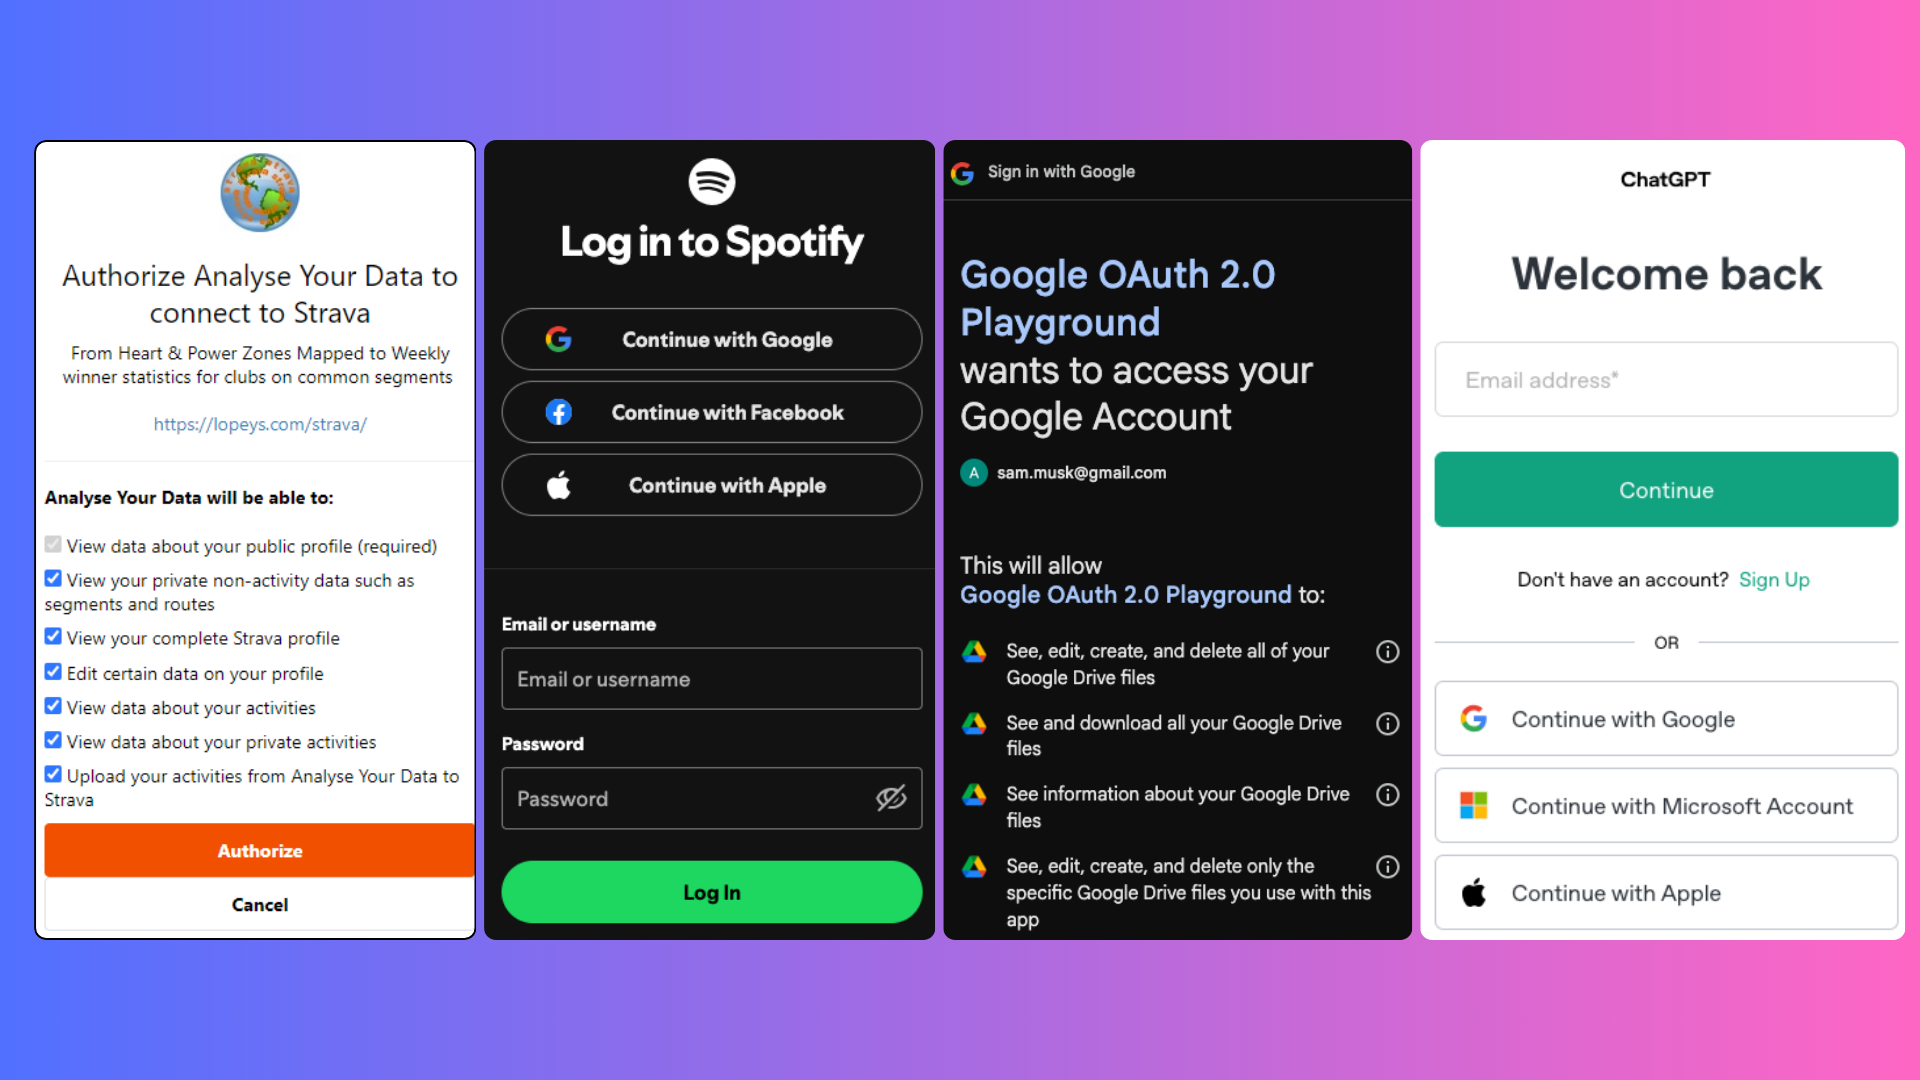 Authorize Analyse Your Data to
connect to Strava
From Heart & Power Zones Mapped to Weekly
winner statistics for clubs on common segments
https://lopeys.com/strava/
Analyse Your Data will be able to:
View data about your public profile (required)
View your private non-activity data such as
segments and routes
View your complete Strava profile
Edit certain data on your profile
View data about your activities
View data about your private activities
Upload your activities from Analyse Your Data to
Strava
Authorize
Cancel
Log in to Spotify
Continue with Google
Continue with Facebook
Continue with Apple
Email or username
Email or username
Password
Password
Log In
Sign in with Google
Google OAuth 2.0
Playground
wants to access your
Google Account
A sam.musk@gmail.com
This will allow
Google OAuth 2.0 Playground to:
See, edit, create, and delete all of your
Google Drive files
See and download all your Google Drive
files
See information about your Google Drive
files
See, edit, create, and delete only the
specific Google Drive files you use with this
app
ChatGPT
Welcome back
Email address*
Continue
Don't have an account? Sign Up
OR
Continue with Google
Continue with Microsoft Account
Continue with Apple